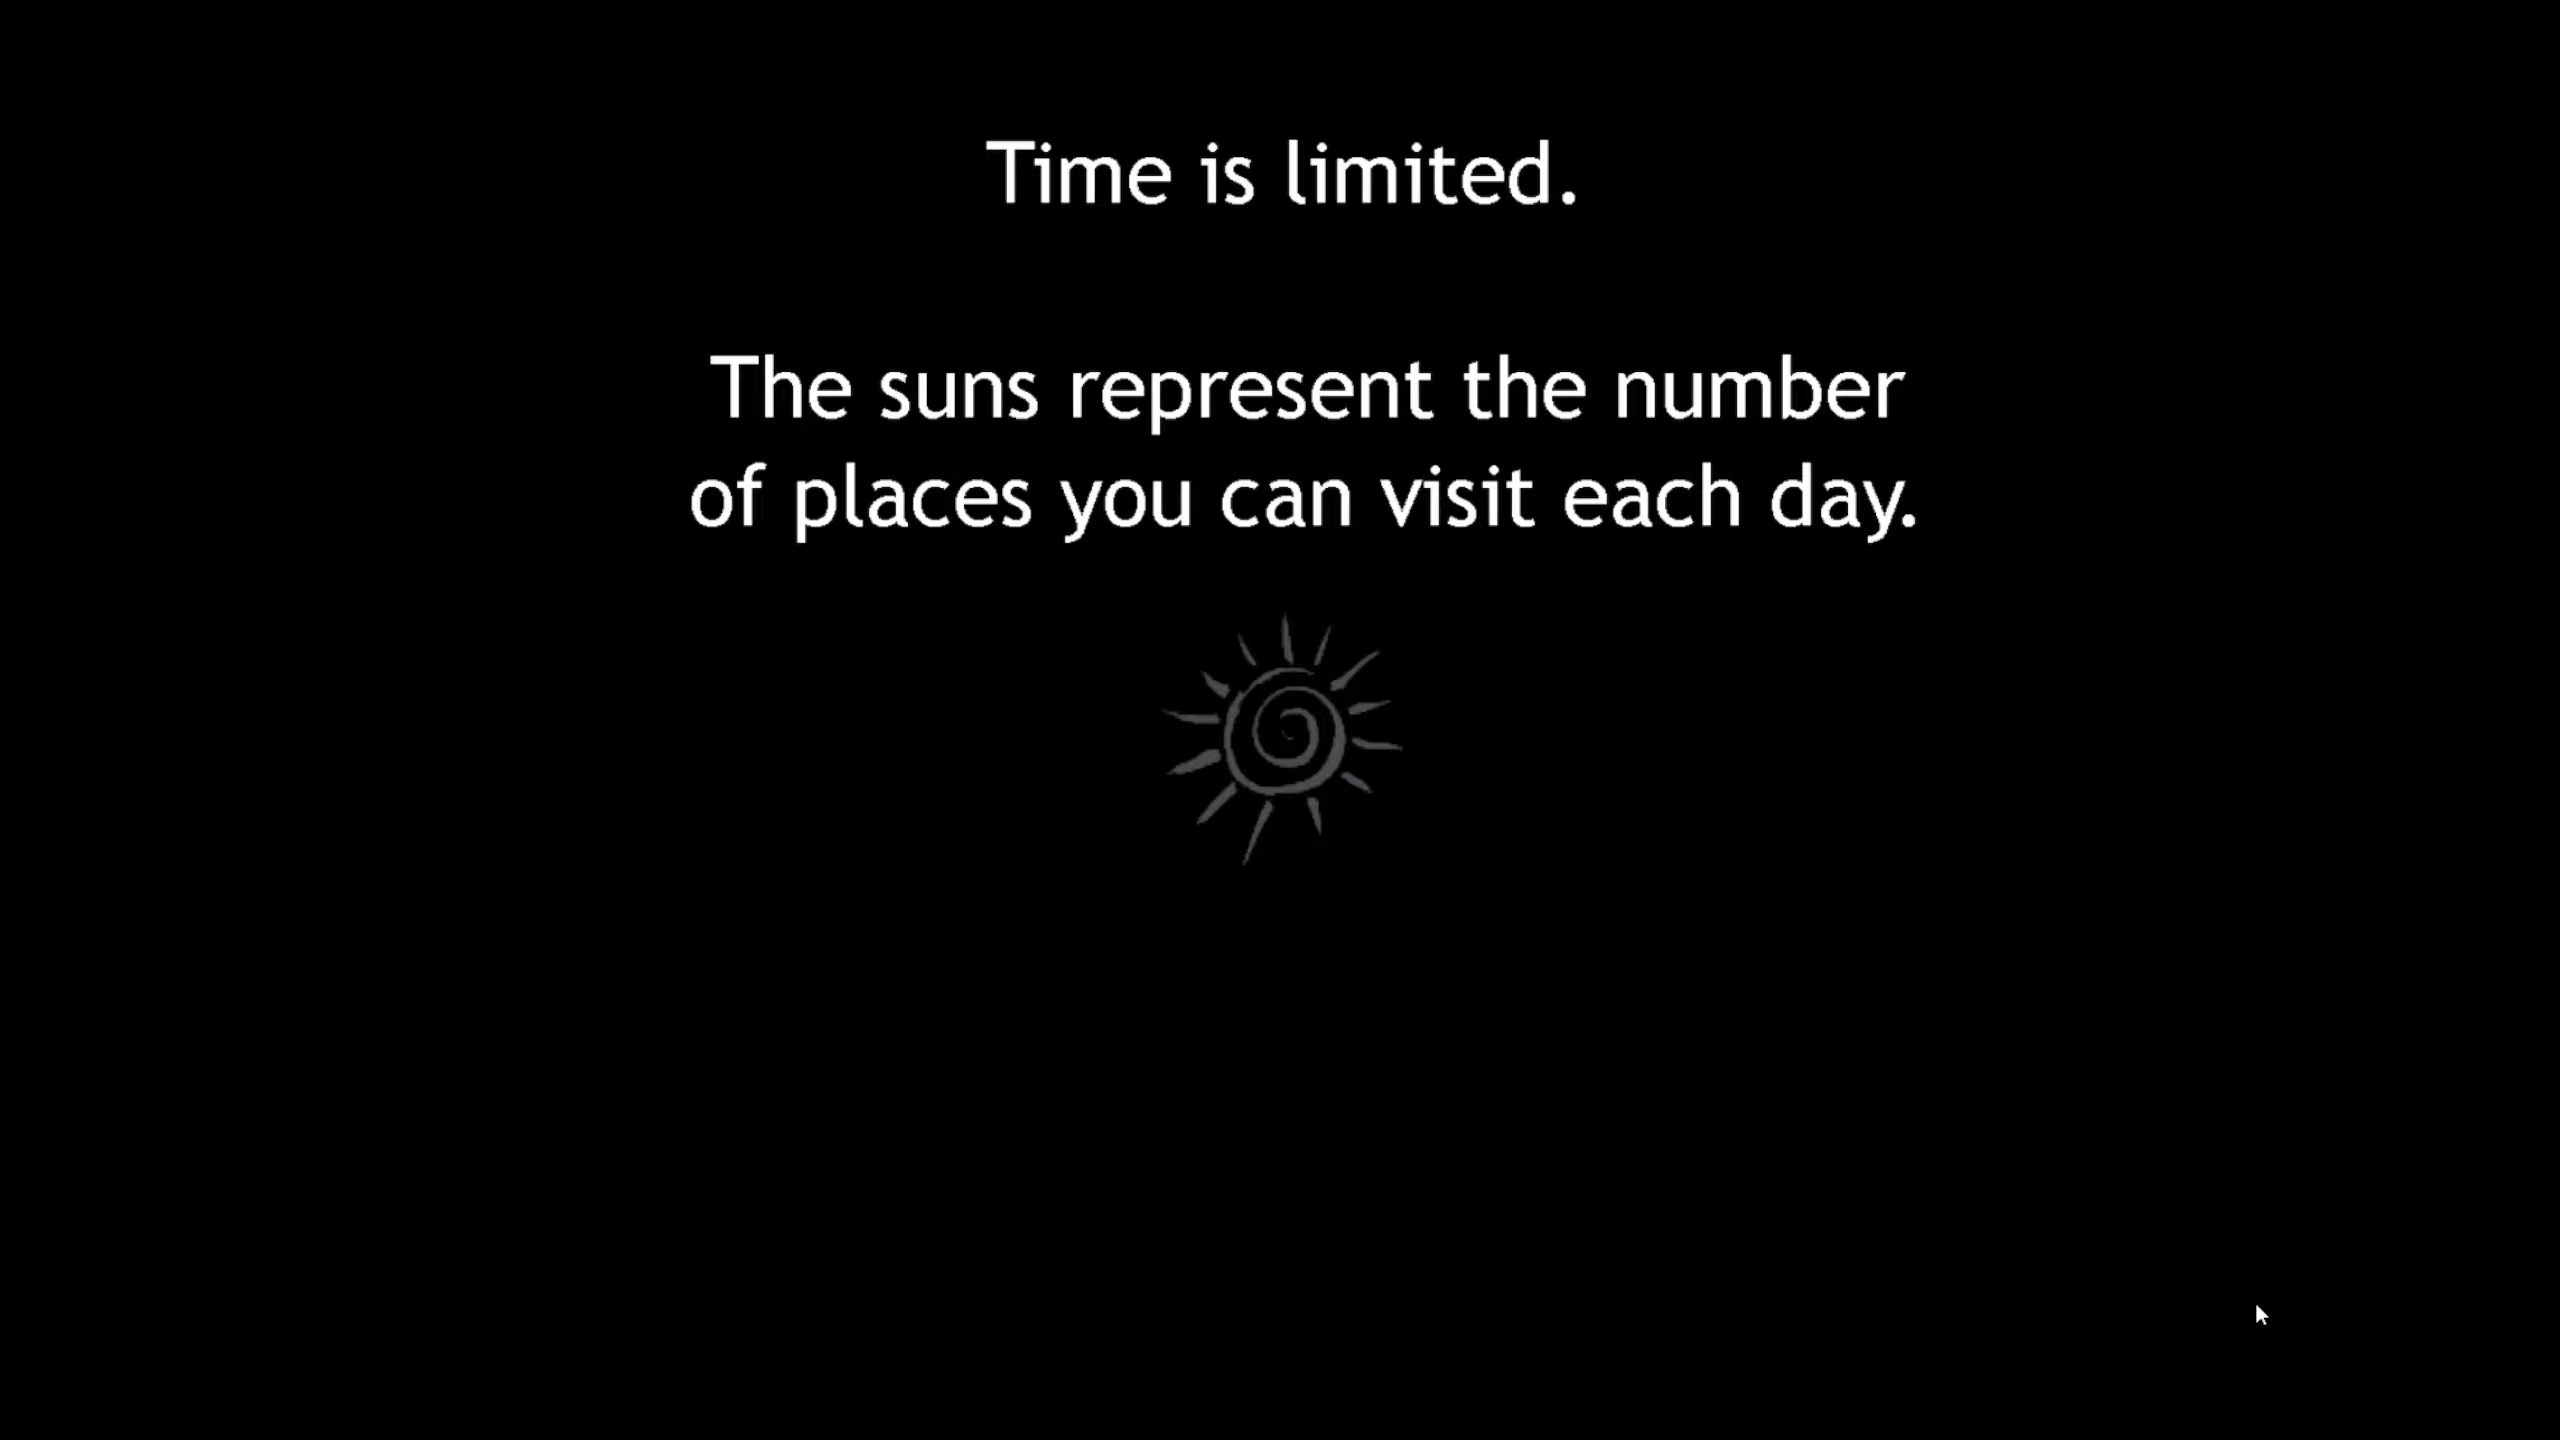 Time is limited.
The suns represent the number
of places you can visit each day.